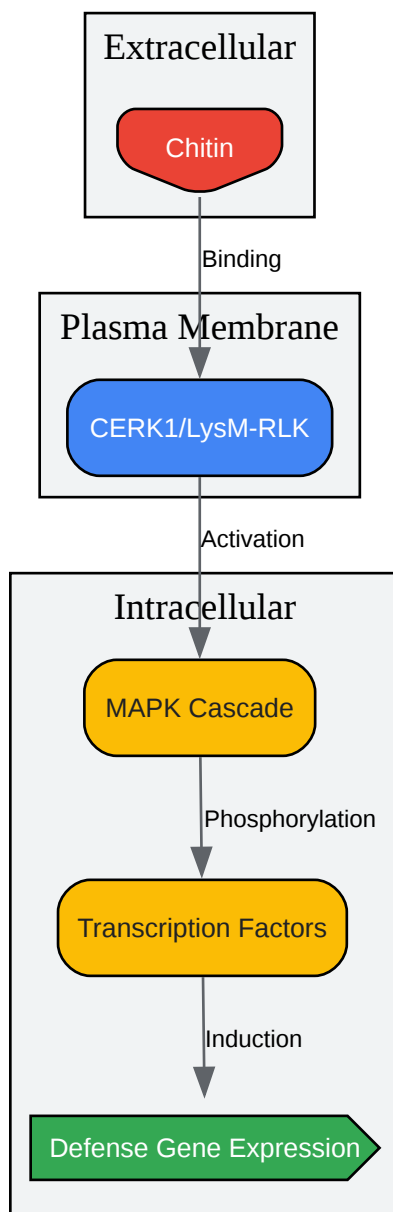 Extracellular
Chitin
Binding
Plasma Membrane
CERK1/LysM-RLK
Activation
Intracellular
MAPK Cascade
Phosphorylation
Transcription Factors
Induction
Defense Gene Expression